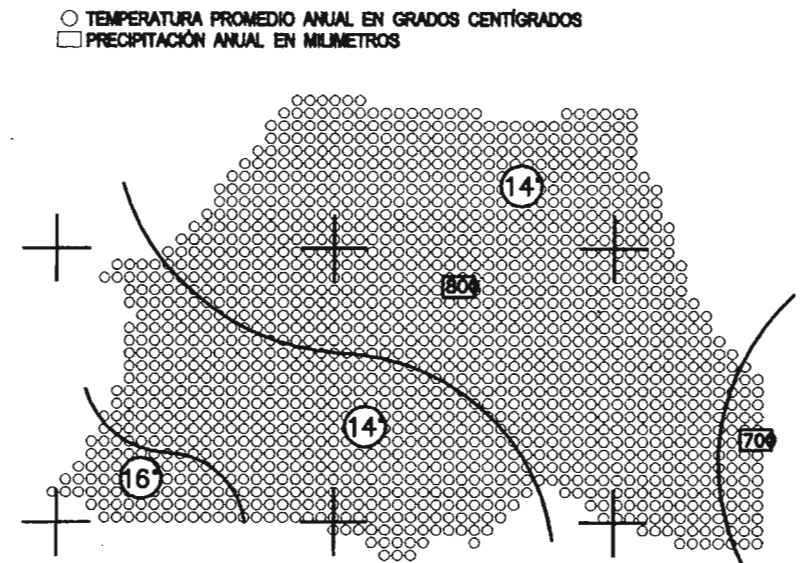 TEMPERATURA PROMEDIO ANUAL EN GRADOS CENTÍGRADOS
PRECIPITACIÓN ANUAL EN MILIMETROS
14°
800
14°
700
16°